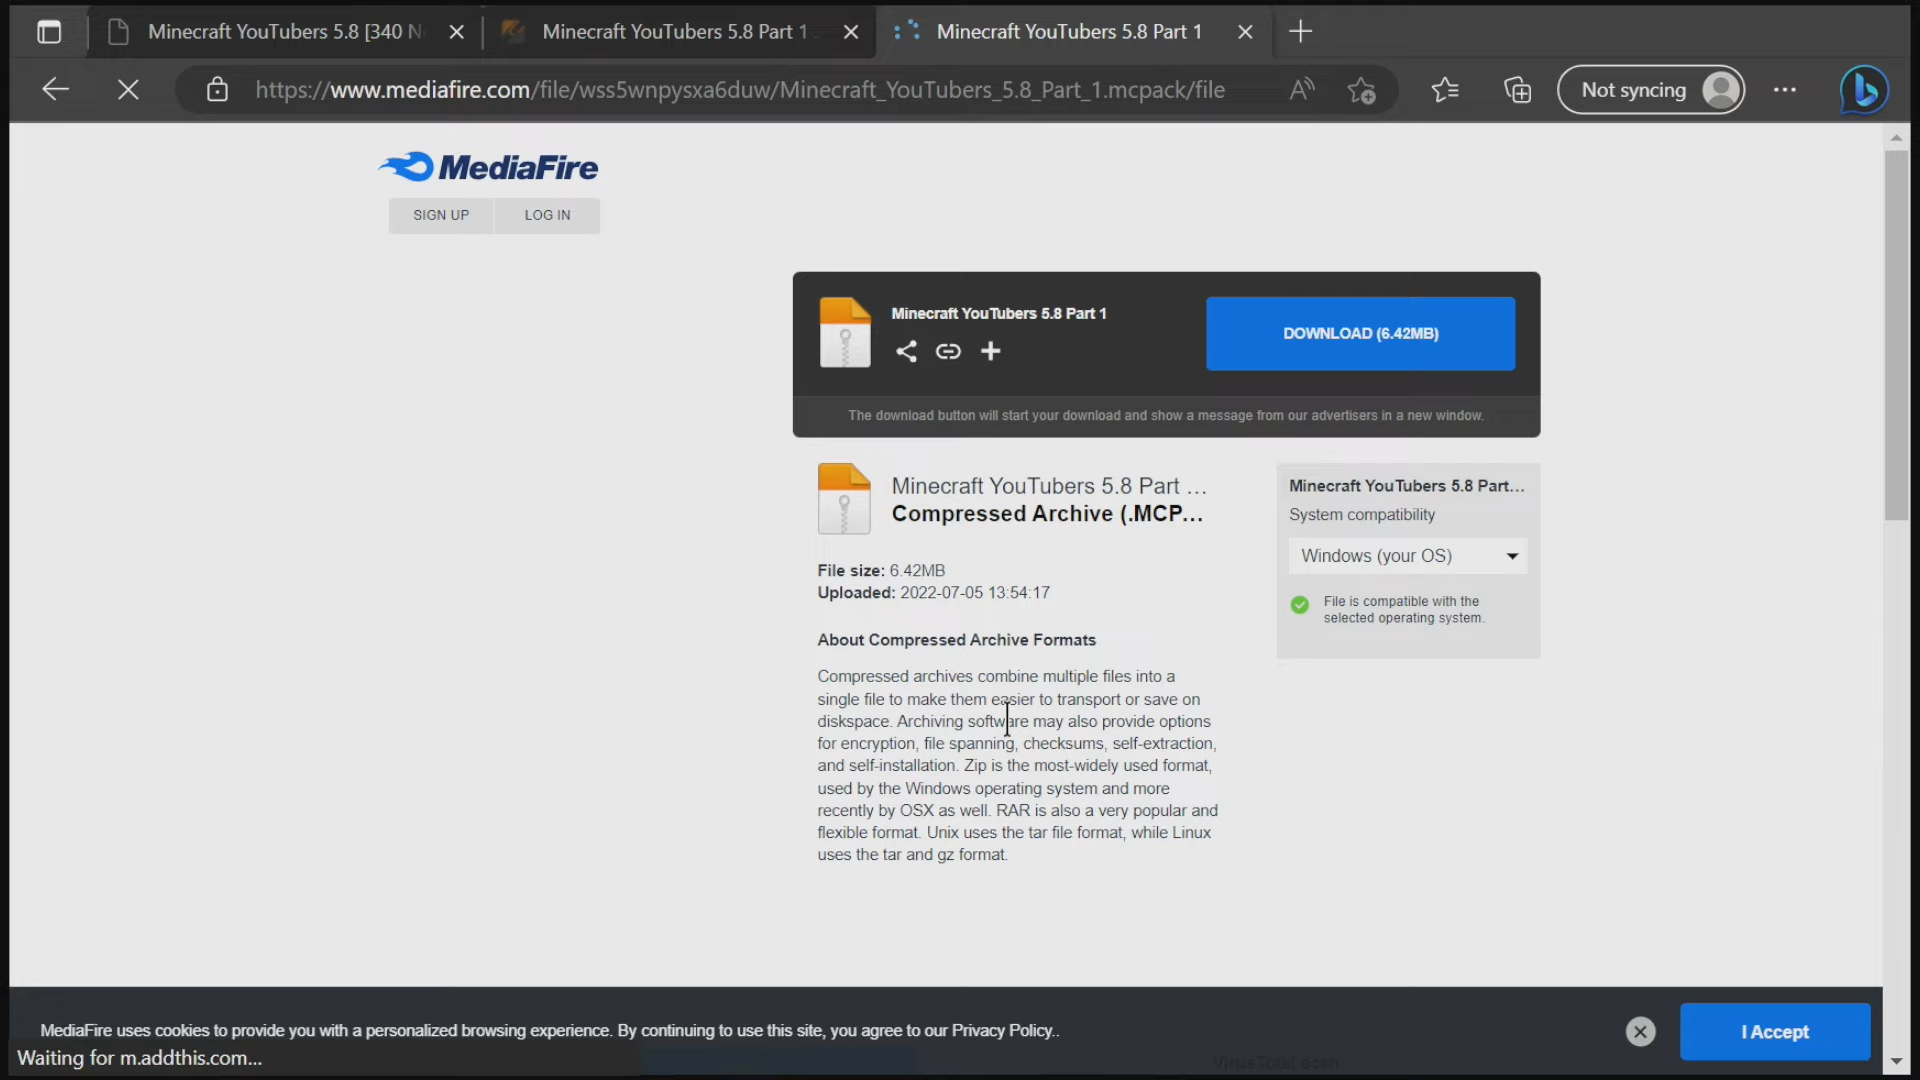 Minecraft YouTubers 5.8 [340 N
Minecraft YouTubers 5.8 Part 1
Minecraft YouTubers 5.8 Part 1
https://www.mediafire.com/file/wss5wnpysxa6duw/Minecraft_YouTubers_5.8_Part_1.mcpack/file
Not syncing
MediaFire
SIGN UP
LOG IN
Minecraft YouTubers 5.8 Part 1
DOWNLOAD (6.42MB)
The download button will start your download and show a message from our advertisers in a new window.
Minecraft YouTubers 5.8 Part ...
Compressed Archive (.MCP...
File size: 6.42MB
Uploaded: 2022-07-05 13:54:17
About Compressed Archive Formats
Compressed archives combine multiple files into a
single file to make them easier to transport or save on
diskspace. Archiving software may also provide options
for encryption, file spanning, checksums, self-extraction,
and self-installation. Zip is the most-widely used format,
used by the Windows operating system and more
recently by OSX as well. RAR is also a very popular and
flexible format. Unix uses the tar file format, while Linux
uses the tar and gz format.
Minecraft YouTubers 5.8 Part...
System compatibility
Windows (your OS)
File is compatible with the
selected operating system.
MediaFire uses cookies to provide you with a personalized browsing experience. By continuing to use this site, you agree to our Privacy Policy..
I Accept
Waiting for m.addthis.com...
VirusTotal scan